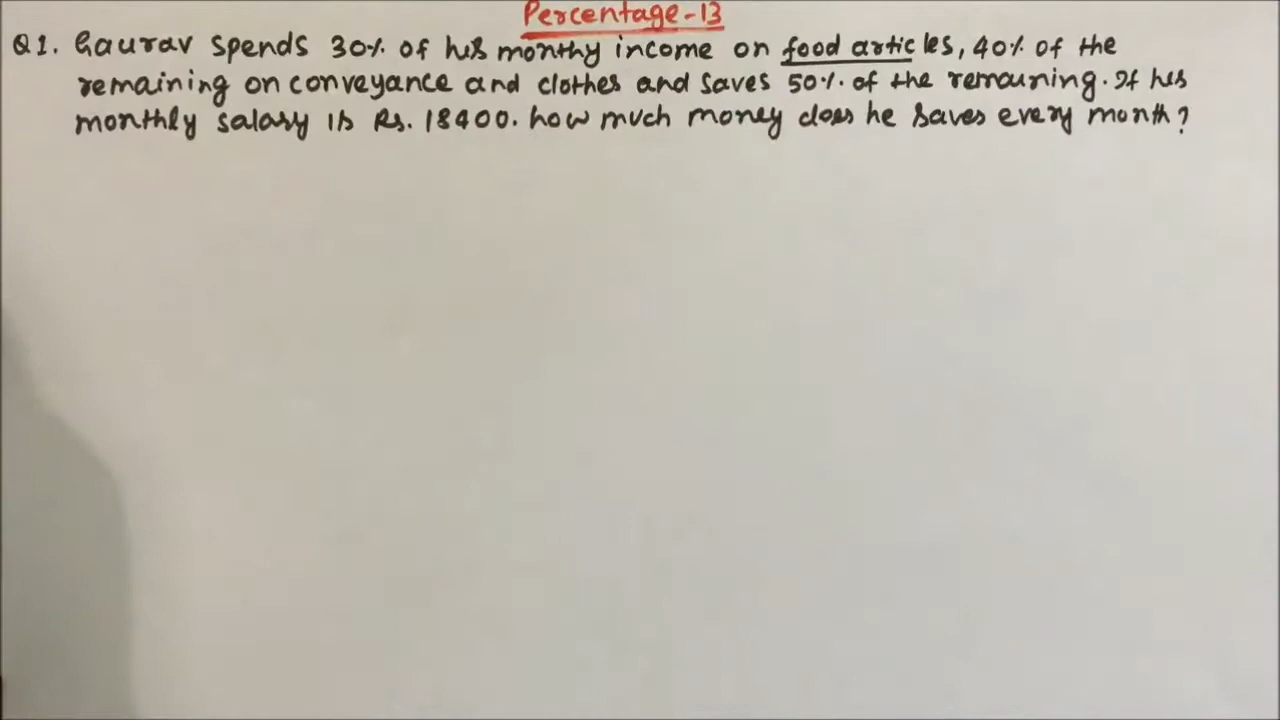 Percentage-13
Q1. Gaurav spends 30% of his monthy income on food articles, 40% of the
remaining on conveyance and clothes and saves 50% of the remaining. If his
monthly salary is Rs. 18400. how much money does he saves every month?